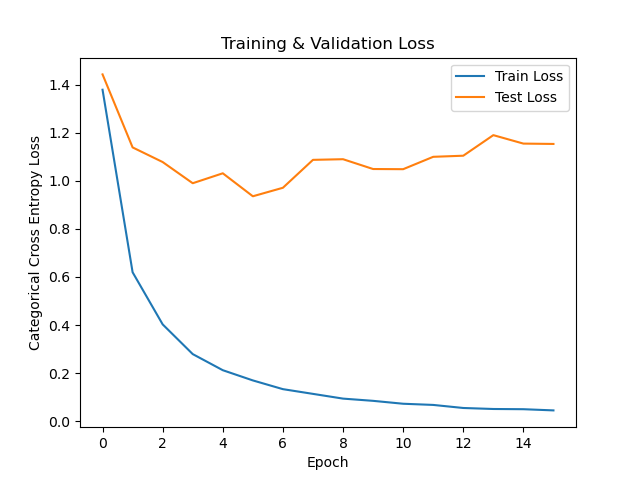 Training & Validation Loss
Train Loss
Test Loss
Categorical Cross Entropy Loss
1.4
1.2
1.0
0.8
0.6
0.4
0.2
0.0
0 2 4 6 8 10 12 14
Epoch